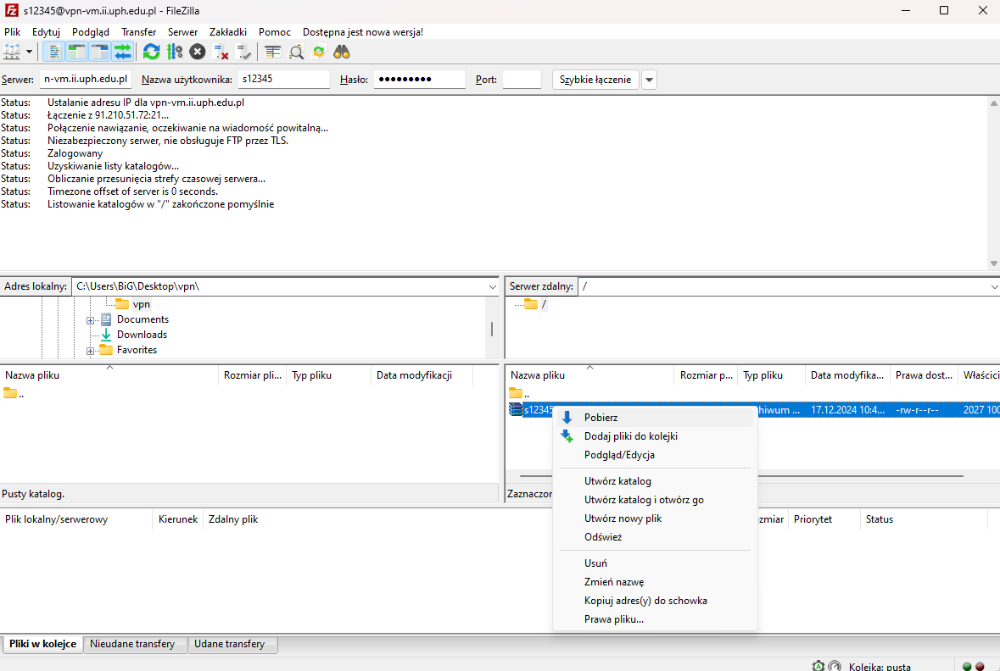 s12345@vpn-vm.ii.uph.edu.pl - FileZilla
Plik Edytuj Podgląd Transfer Serwer Zakładki Pomoc Dostępna jest nowa wersja!
Serwer: n-vm.ii.uph.edu.pl Nazwa użytkownika: s12345 Hasło: ●●●●●●●●● Port: Szybkie łączenie
Status: Ustalanie adresu IP dla vpn-vm.ii.uph.edu.pl
Status: Łączenie z 91.210.51.72:21...
Status: Połączenie nawiązanie, oczekiwanie na wiadomość powitalną...
Status: Niezabezpieczony serwer, nie obsługuje FTP przez TLS.
Status: Zalogowany
Status: Uzyskiwanie listy katalogów...
Status: Obliczanie przesunięcia strefy czasowej serwera...
Status: Timezone offset of server is 0 seconds.
Status: Listowanie katalogów w "/" zakończone pomyślnie
Adres lokalny: C:\Users\BiG\Desktop\vpn\
Serwer zdalny: /
vpn
Documents
Downloads
Favorites
/
Nazwa pliku Rozmiar pli... Typ pliku Data modyfikacji
..
Pusty katalog.
Nazwa pliku Rozmiar p... Typ pliku Data modyfika... Prawa dost... Właścici
..
s12345 hiwum ... 17.12.2024 10:4... -rw-r--r-- 2027 100
Zaznaczon
Pobierz
Dodaj pliki do kolejki
Podgląd/Edycja
Utwórz katalog
Utwórz katalog i otwórz go
Utwórz nowy plik
Odśwież
Usuń
Zmień nazwę
Kopiuj adres(y) do schowka
Prawa pliku...
Plik lokalny/serwerowy Kierunek Zdalny plik zmiar Priorytet Status
Pliki w kolejce Nieudane transfery Udane transfery
Kolejka: pusta